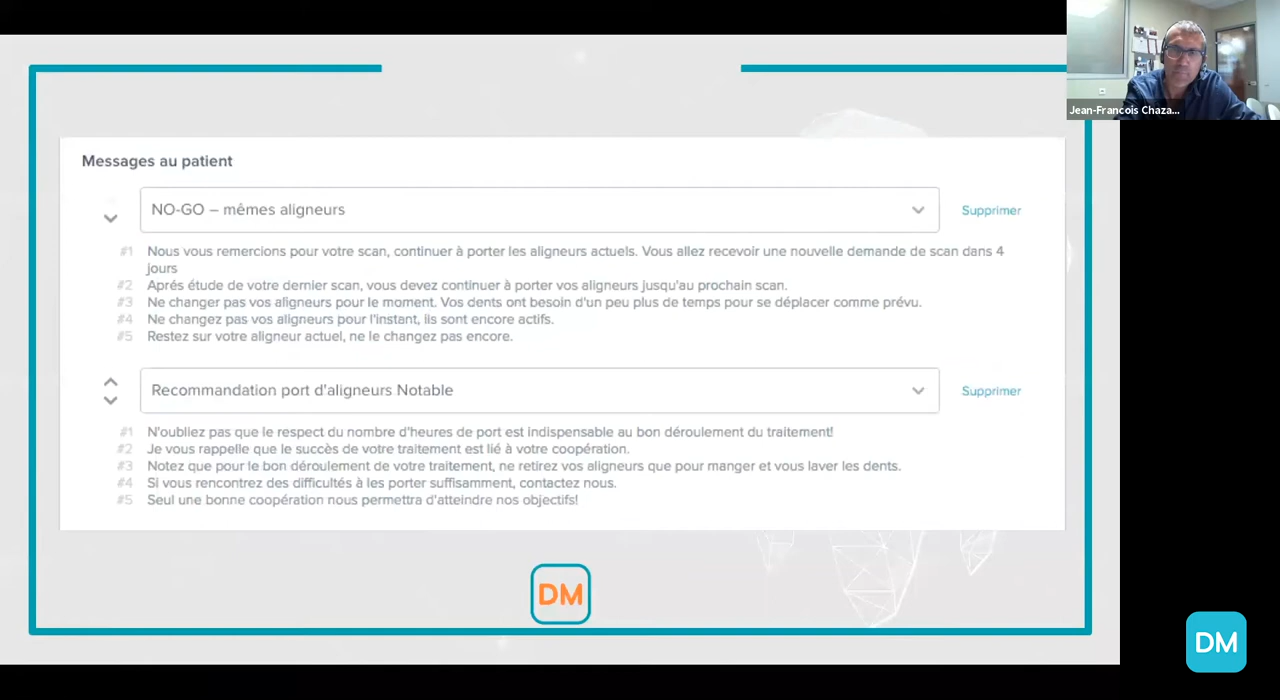 Jean-Francois Chaza...
Messages au patient
NO-GO – mêmes aligneurs
Supprimer
#1 Nous vous remercions pour votre scan, continuer à porter les aligneurs actuels. Vous allez recevoir une nouvelle demande de scan dans 4
jours
#2 Aprés étude de votre dernier scan, vous devez continuer à porter vos aligneurs jusqu'au prochain scan.
#3 Ne changer pas vos aligneurs pour le moment. Vos dents ont besoin d'un peu plus de temps pour se déplacer comme prévu.
#4 Ne changez pas vos aligneurs pour l'instant, ils sont encore actifs.
#5 Restez sur votre aligneur actuel, ne le changez pas encore.
Recommandation port d'aligneurs Notable
Supprimer
#1 N'oubliez pas que le respect du nombre d'heures de port est indispensable au bon déroulement du traitement!
#2 Je vous rappelle que le succès de votre traitement est lié à votre coopération.
#3 Notez que pour le bon déroulement de votre traitement, ne retirez vos aligneurs que pour manger et vous laver les dents.
#4 Si vous rencontrez des difficultés à les porter suffisamment, contactez nous.
#5 Seul une bonne coopération nous permettra d'atteindre nos objectifs!
DM
DM